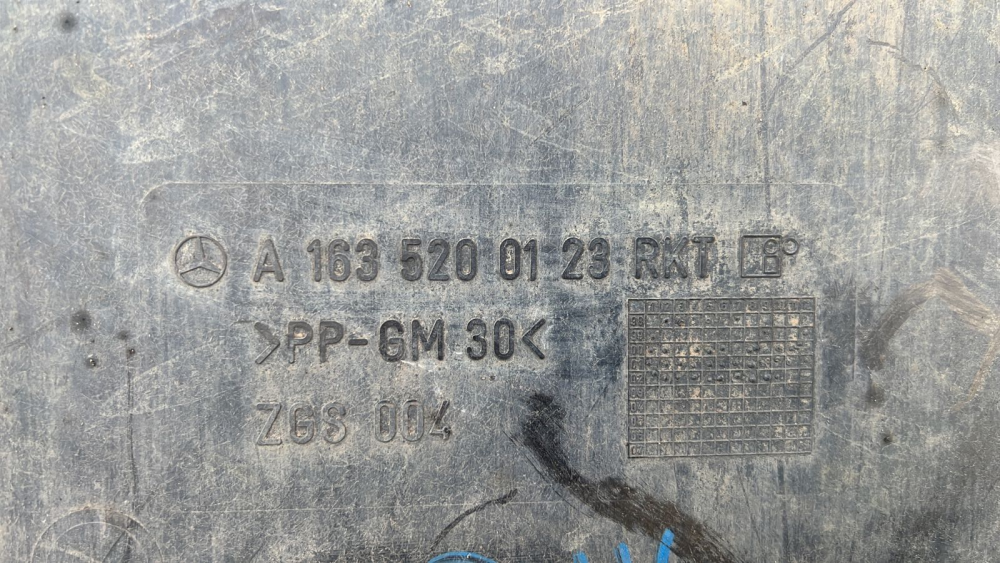 A 163 520 01 23 RKT
>PP-GM 30<
ZGS 004